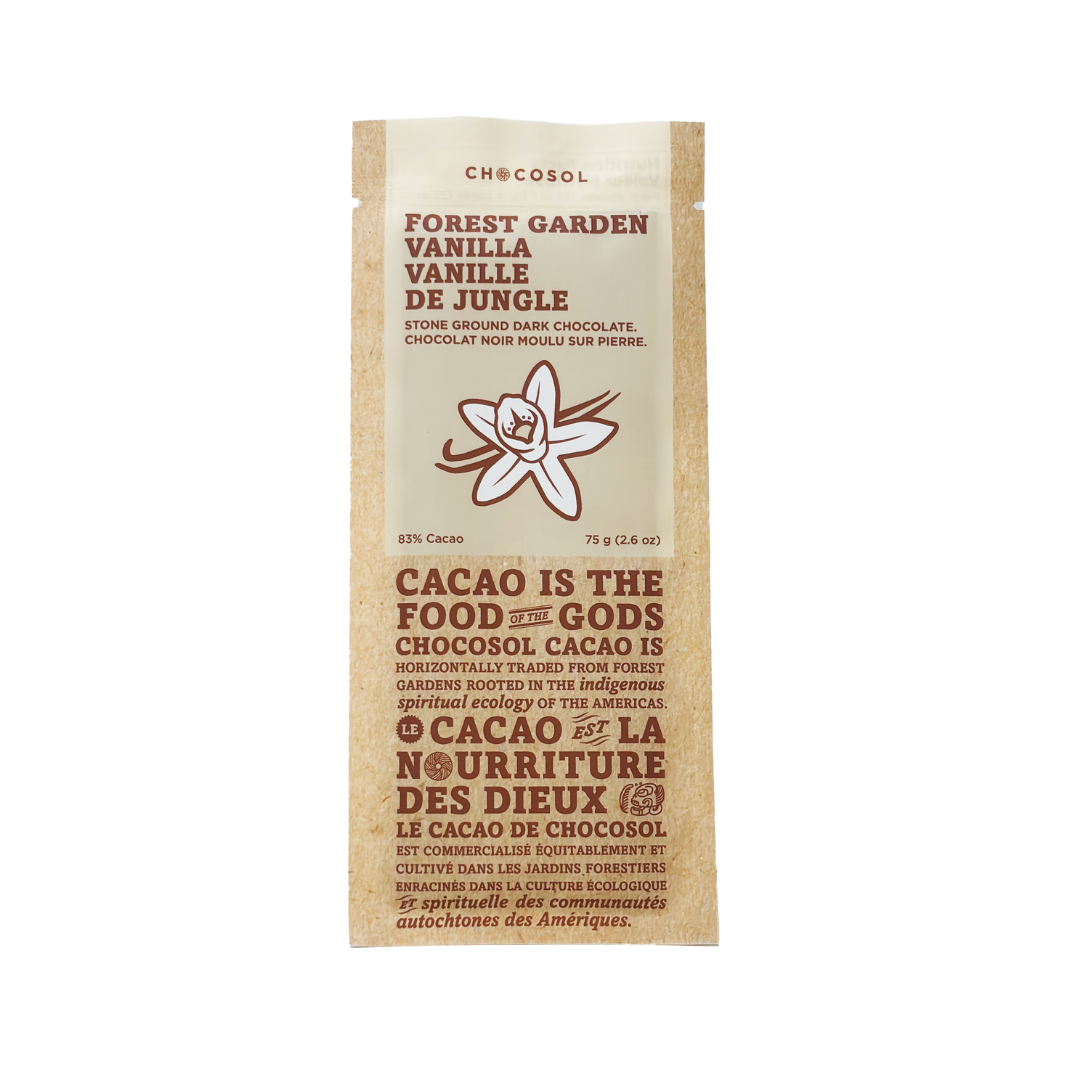 CHOCOSOL
FOREST GARDEN
VANILLA
VANILLE
DE JUNGLE
STONE GROUND DARK CHOCOLATE.
CHOCOLAT NOIR MOULU SUR PIERRE.
83% Cacao 75 g (2.6 oz)
CACAO IS THE
FOOD OF THE GODS
CHOCOSOL CACAO IS
HORIZONTALLY TRADED FROM FOREST
GARDENS ROOTED IN THE indigenous
spiritual ecology OF THE AMERICAS.
LE CACAO EST LA
NOURRITURE
DES DIEUX
LE CACAO DE CHOCOSOL
EST COMMERCIALISÉ ÉQUITABLEMENT ET
CULTIVÉ DANS LES JARDINS FORESTIERS
ENRACINÉS DANS LA CULTURE ÉCOLOGIQUE
ET spirituelle des communautés
autochtones des Amériques.